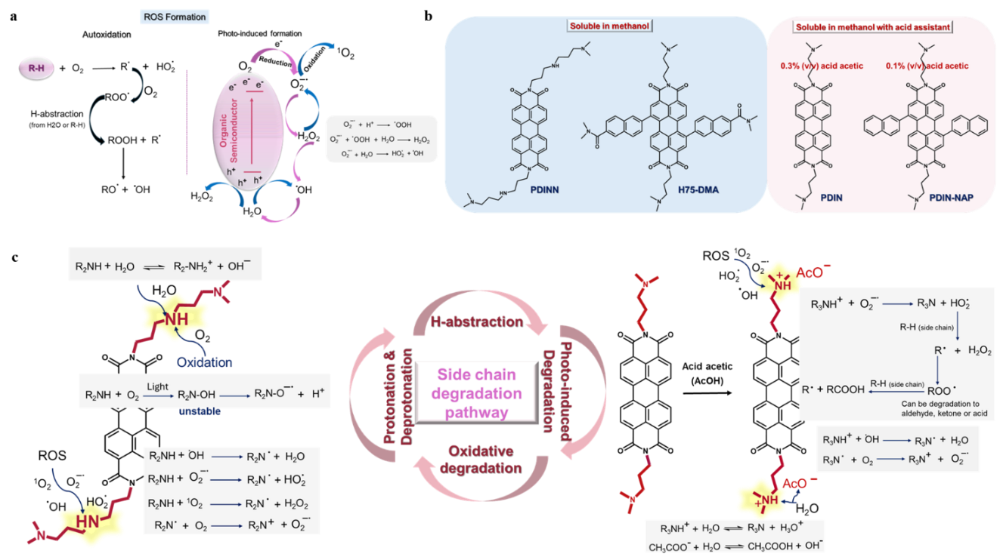 a
ROS Formation
Autoxidation
R-H + O₂ → R˙ + HO₂˙
O₂
ROO˙
H-abstraction
(from H2O or R-H)
ROOH + R˙
RO˙ + ˙OH
Photo-induced formation
e⁻
O₂
Reduction
Oxidation
¹O₂
O₂⁻˙
e⁻ e⁻ e⁻
Organic
Semiconductor
h⁺ h⁺ h⁺
H₂O₂
˙OH
H₂O₂
H₂O
O₂⁻˙ + H⁺ → ˙OOH
O₂⁻˙ + ˙OOH + H₂O → H₂O₂
O₂⁻˙ + H₂O → HO₂˙ + ˙OH
b
Soluble in methanol
N
NH
O N O
O N O
HN
N
PDINN
N
O N O
N
O
O
N
O N O
N
H75-DMA
Soluble in methanol with acid assistant
N
0.3% (v/v) acid acetic
O N O
O N O
N
PDIN
N
0.1% (v/v) acid acetic
O N O
O N O
N
PDIN-NAP
c
R₂NH + H₂O ⇌ R₂-NH₂⁺ + OH⁻
H₂O
N
NH
O₂
Oxidation
N
O O
R₂NH + O₂ Light → R₂N-OH → R₂N-O⁻˙ + H⁺
unstable
O N
ROS
¹O₂ O₂⁻˙
˙OH HO₂˙
HN
N
R₂NH + ˙OH → R₂N˙ + H₂O
R₂NH + O₂⁻˙ → R₂N˙ + HO₂˙
R₂NH + ¹O₂ → R₂N˙ + H₂O₂
R₂N˙ + O₂ → R₂N⁺ + O₂⁻˙
H-abstraction
Photo-induced
Degradation
Oxidative
degradation
Protonation &
Deprotonation
Side chain
degradation
pathway
N
O N O
O N O
N
Acid acetic
(AcOH)
ROS ¹O₂
O₂⁻˙
HO₂˙
˙OH
+
NH
AcO⁻
O N O
O N O
AcO⁻
+
NH
H₂O
R₃NH⁺ + O₂⁻˙ → R₃N + HO₂˙
R-H (side chain)
R˙ + H₂O₂
R-H (side chain)
R˙ + RCOOH ← ROO˙
Can be degradation to
aldehyde, ketone or acid
R₃NH⁺ + ˙OH → R₃N˙ + H₂O
R₃N˙ + O₂ → R₃N⁺ + O₂⁻˙
R₃NH⁺ + H₂O ⇌ R₃N + H₃O⁺
CH₃COO⁻ + H₂O ⇌ CH₃COOH + OH⁻